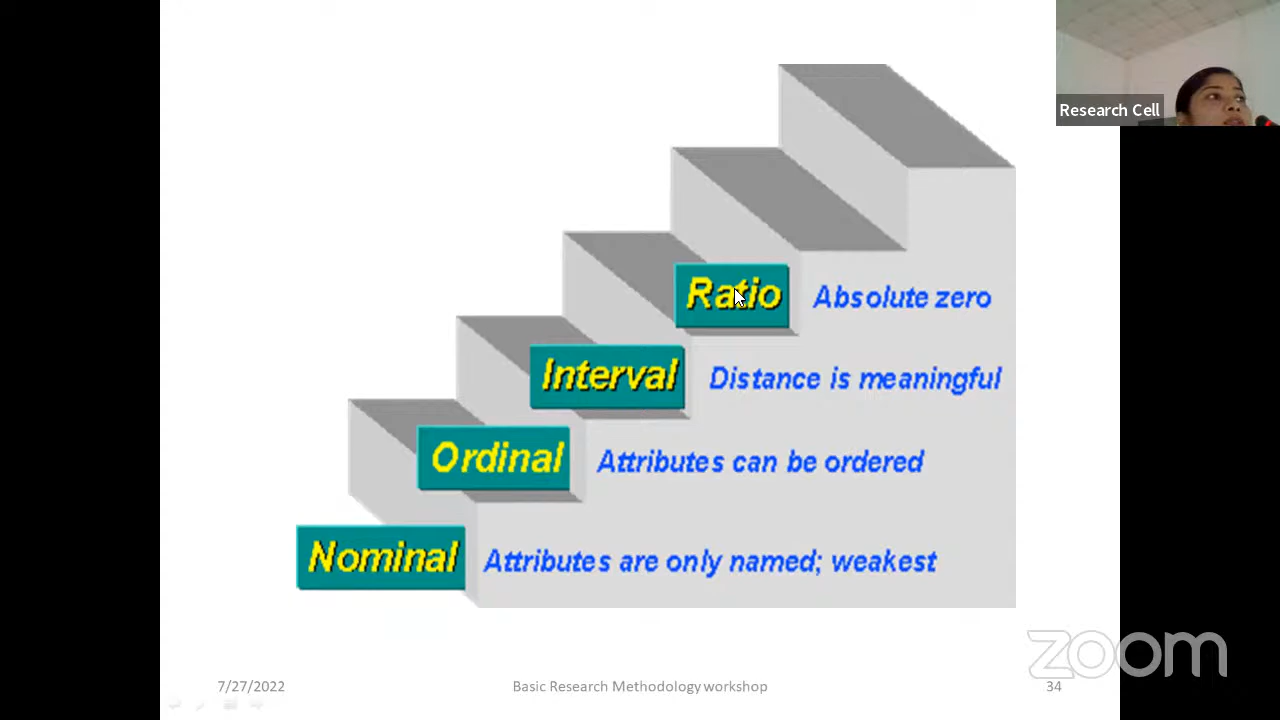 Research Cell
Ratio Absolute zero
Interval Distance is meaningful
Ordinal Attributes can be ordered
Nominal Attributes are only named; weakest
zoom
7/27/2022 Basic Research Methodology workshop 34